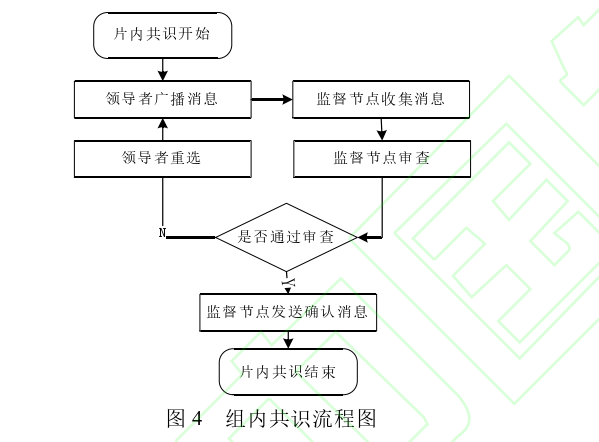 片内共识开始
领导者广播消息
监督节点收集消息
领导者重选
监督节点审查
是否通过审查
N
Y
监督节点发送确认消息
片内共识结束
图 4 组内共识流程图